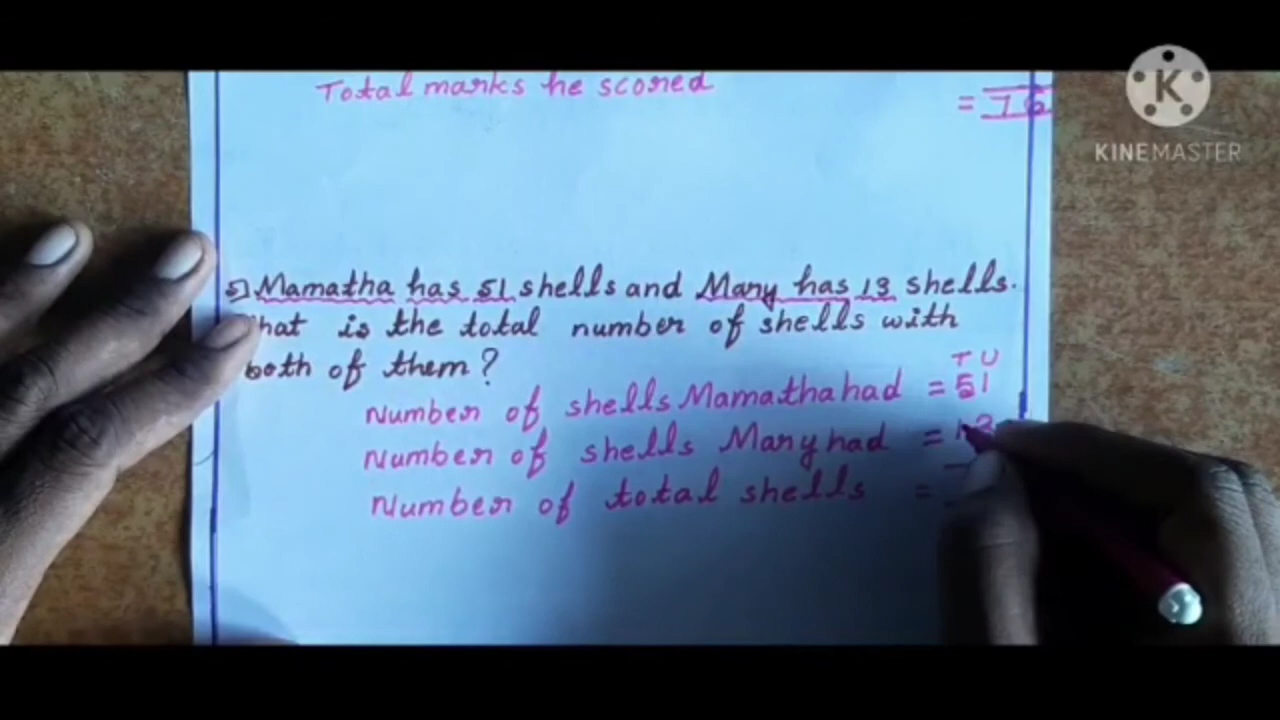 Total marks he scored
= 76
KINEMASTER
5] Mamatha has 51 shells and Mary has 13 shells.
What is the total number of shells with
both of them?
T U
Number of shells Mamatha had = 51
Number of shells Mary had = 13
Number of total shells =